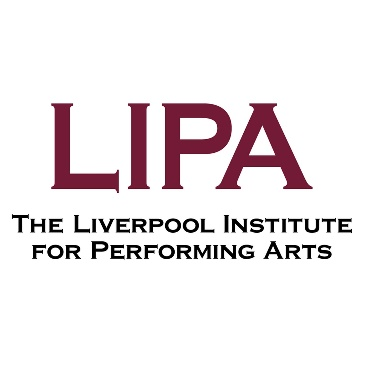 LIPA
The Liverpool Institute
for Performing Arts